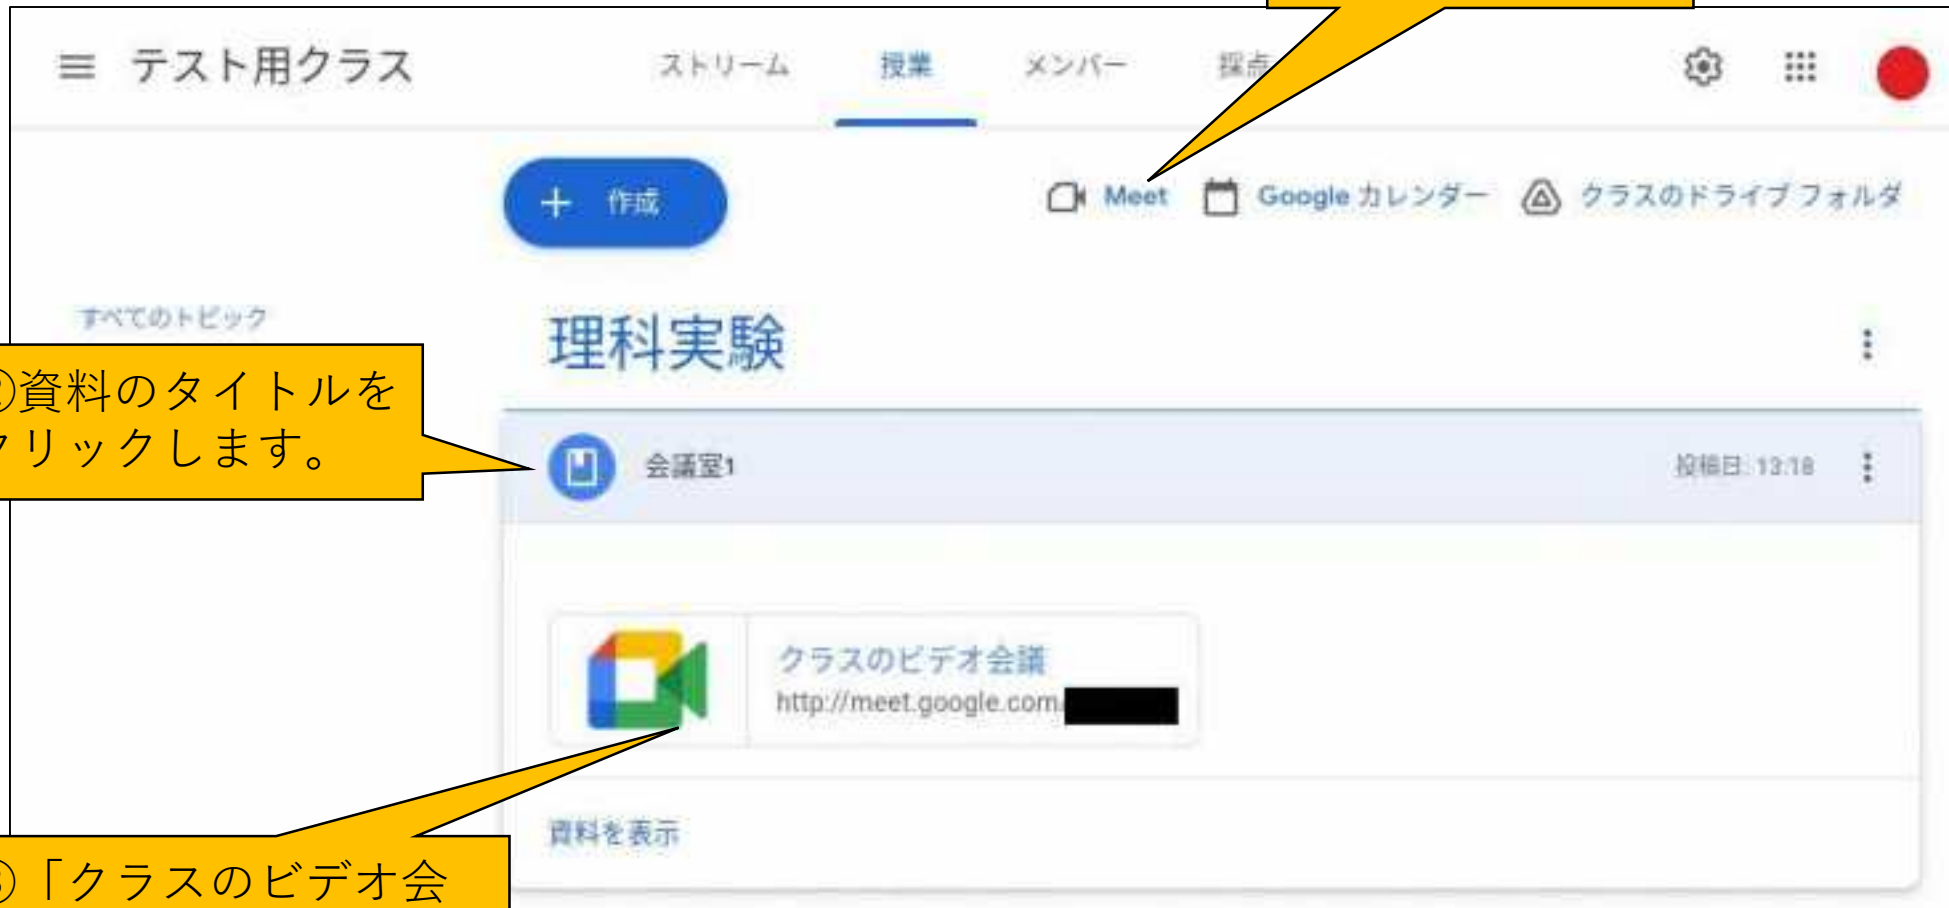 テスト用クラス
ストリーム 授業 メンバー 採点
作成
Meet Google カレンダー クラスのドライブ フォルダ
すべてのトピック
理科実験
②資料のタイトルを
クリックします。
会議室1
投稿日: 13:18
クラスのビデオ会議
http://meet.google.com/
資料を表示
③「クラスのビデオ会